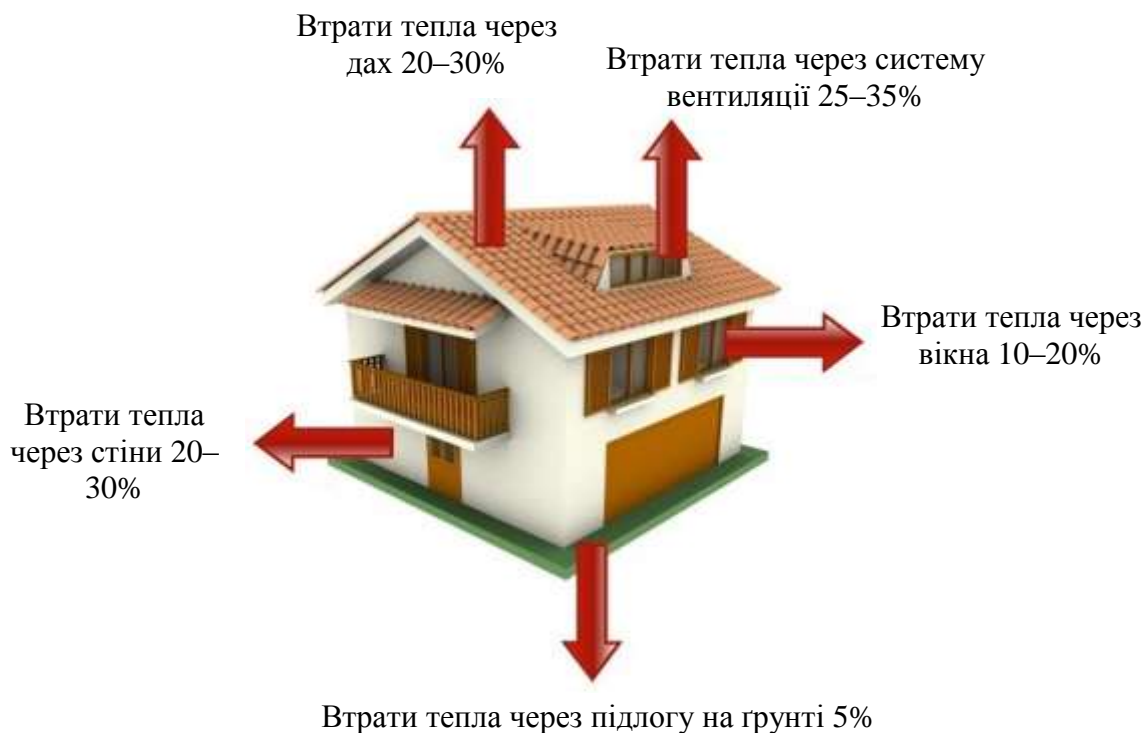 Втрати тепла через
дах 20–30%
Втрати тепла через систему
вентиляції 25–35%
Втрати тепла через
вікна 10–20%
Втрати тепла
через стіни 20–
30%
Втрати тепла через підлогу на ґрунті 5%